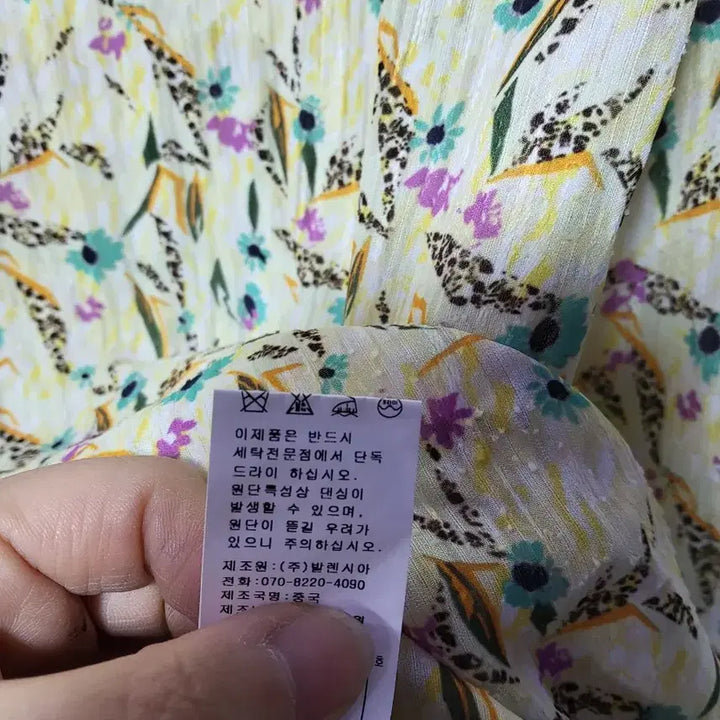 이제품은 반드시
세탁전문점에서 단독
드라이 하십시오.
원단특성상 댄싱이
발생할 수 있으며,
원단이 뜯길 우려가
있으니 주의하십시오.
제조원:(주)발렌시아
전화:070-8220-4090
제조국명:중국
호